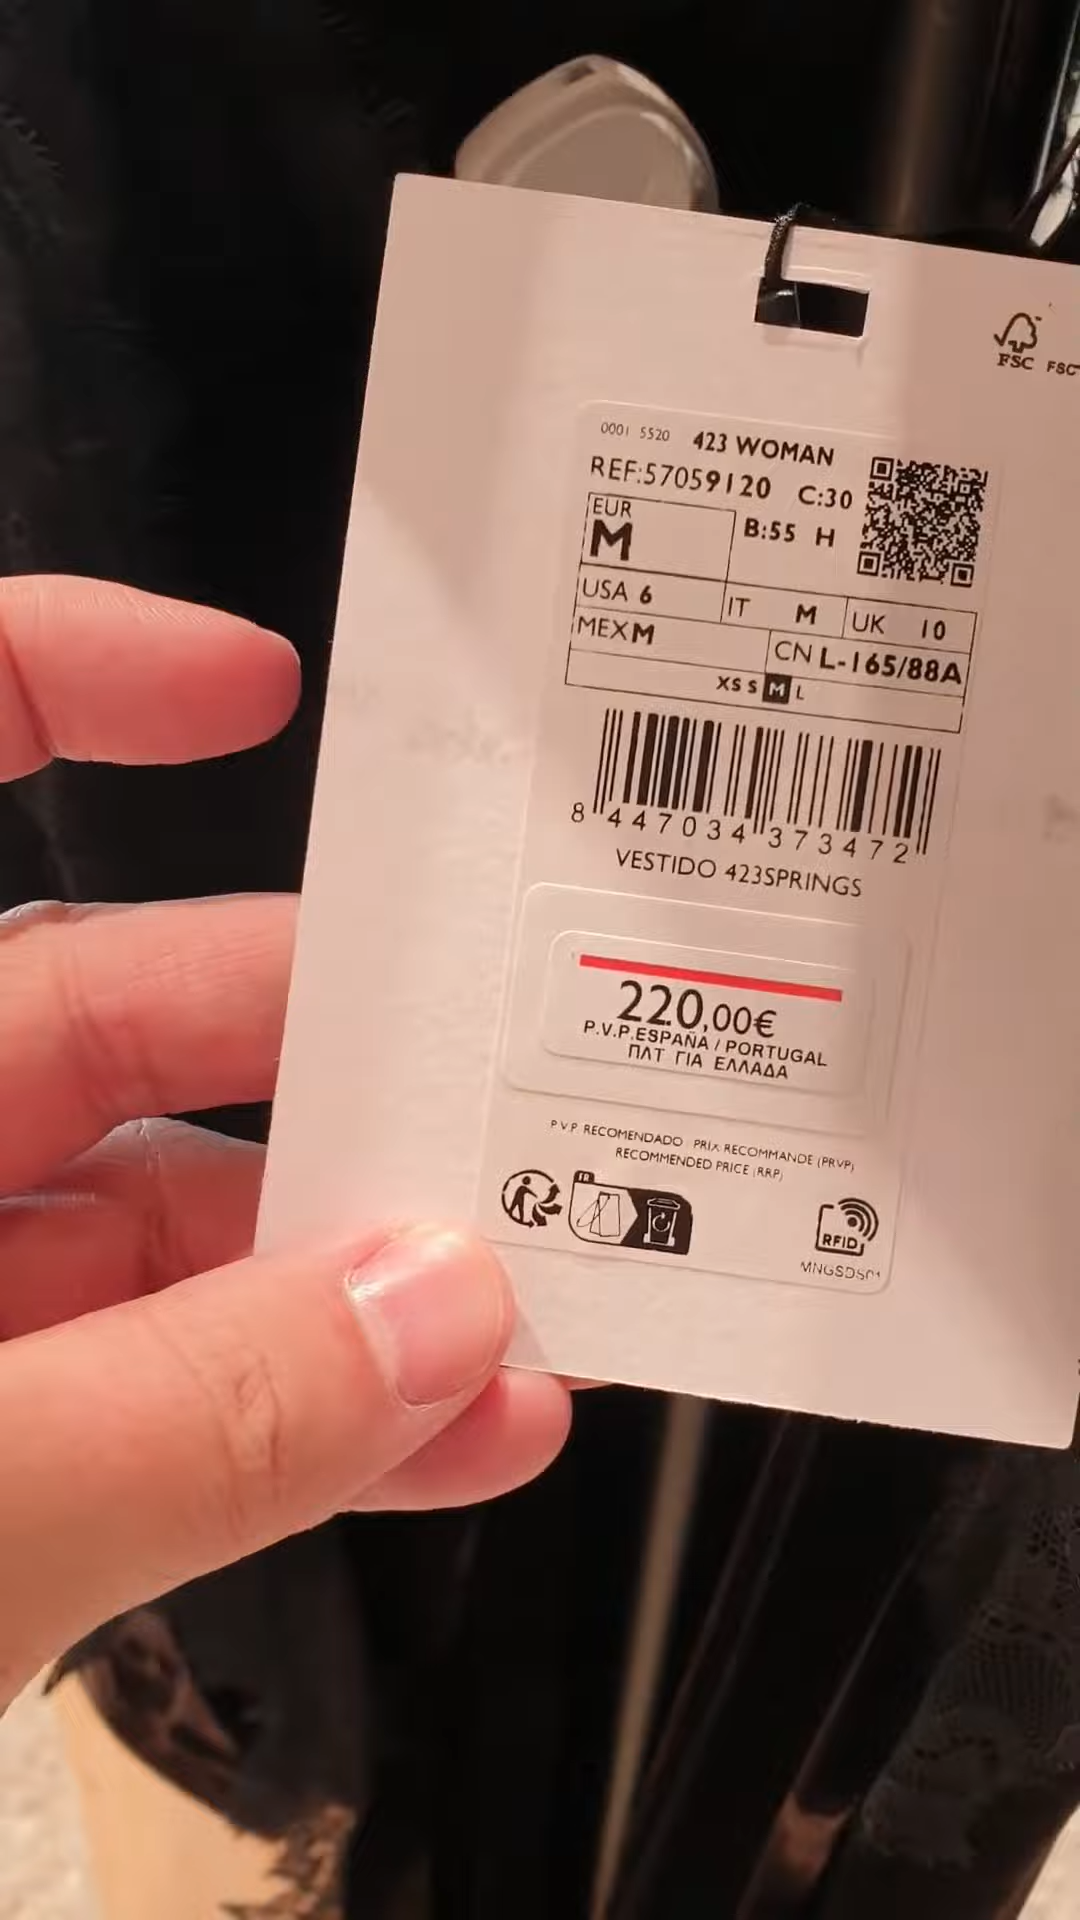 FSC FSC
0001 5520 423 WOMAN
REF:57059120 C:30
EUR
M
B:55 H
USA 6 IT M UK 10
MEX M CN L-165/88A
XS S M L
8 447034 373472
VESTIDO 423SPRINGS
220,00€
P.V.P.ESPAÑA / PORTUGAL
ΠΛΤ ΓΙΑ ΕΛΛΑΔΑ
P.V.P. RECOMENDADO PRIX RECOMMANDE (PRVP)
RECOMMENDED PRICE (RRP)
FR
RFID